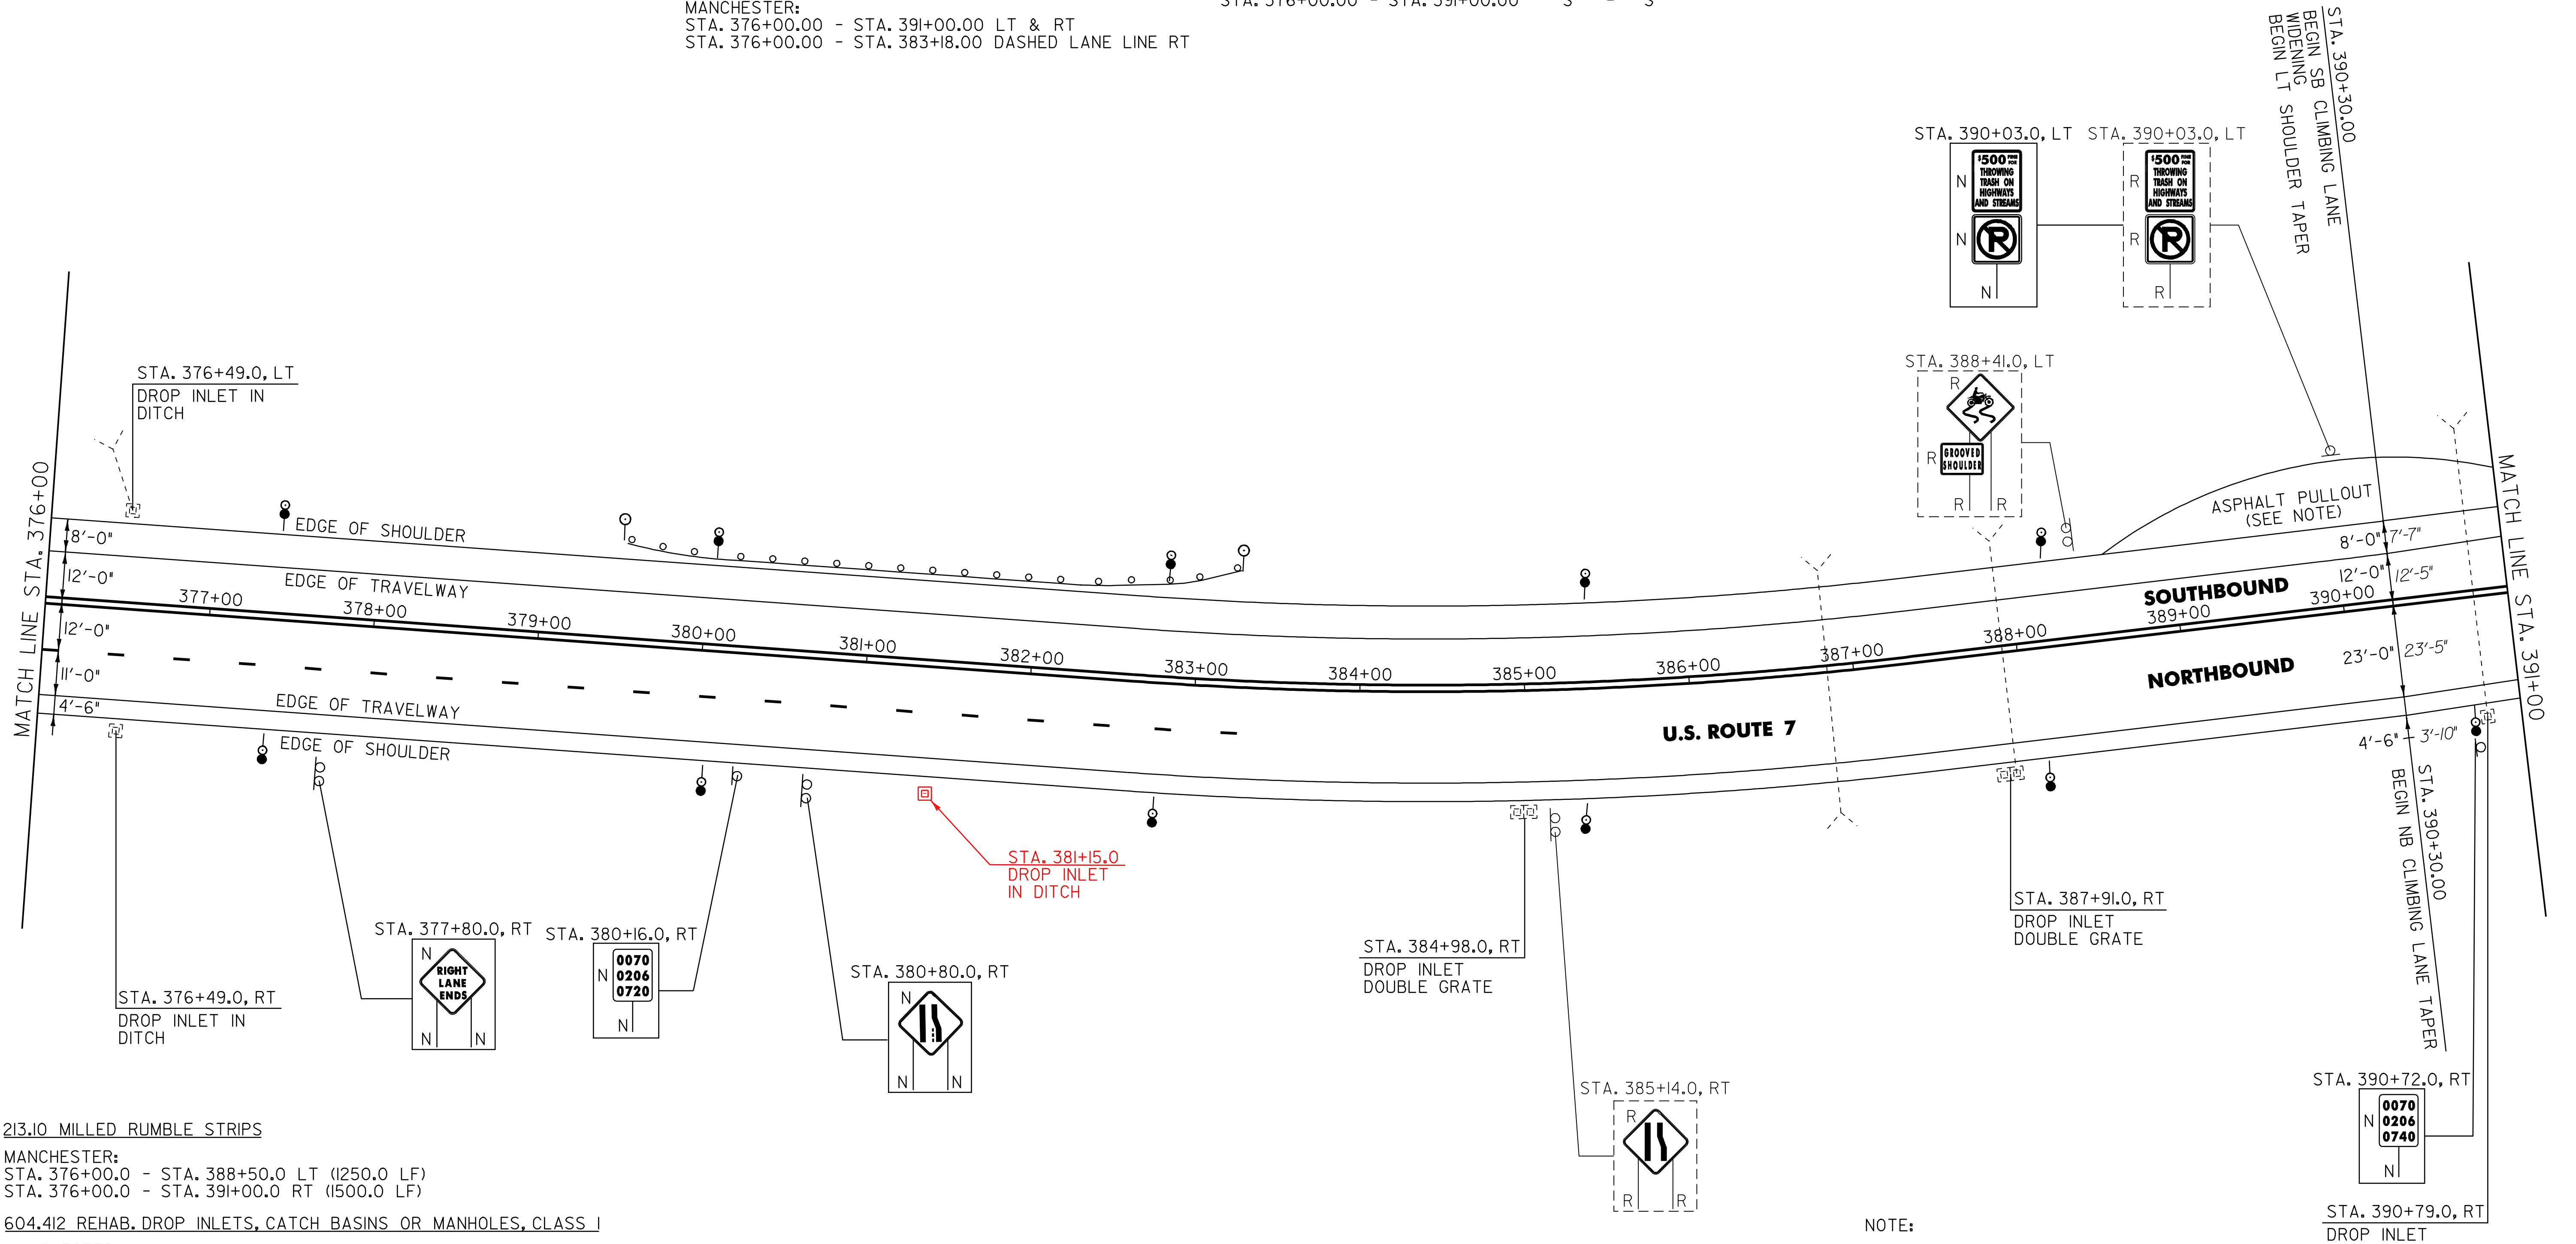 MANCHESTER:
STA. 376+00.00 - STA. 391+00.00 LT & RT
STA. 376+00.00 - STA. 383+18.00 DASHED LANE LINE RT
STA. 376+00.00 - STA. 391+00.00
STA. 390+30.00
BEGIN SB CLIMBING LANE
WIDENING
BEGIN LT SHOULDER TAPER
STA. 390+03.0, LT
STA. 390+03.0, LT
N
$500 FINE FOR
THROWING
TRASH ON
HIGHWAYS
AND STREAMS
N
P
N
R
$500 FINE FOR
THROWING
TRASH ON
HIGHWAYS
AND STREAMS
R
P
R
STA. 388+41.0, LT
R
R
GROOVED
SHOULDER
R
R
STA. 376+49.0, LT
DROP INLET IN
DITCH
MATCH LINE STA. 376+00
8'-0"
12'-0"
12'-0"
11'-0"
4'-6"
EDGE OF SHOULDER
EDGE OF TRAVELWAY
377+00
378+00
379+00
380+00
381+00
382+00
383+00
384+00
385+00
386+00
387+00
388+00
389+00
390+00
EDGE OF TRAVELWAY
EDGE OF SHOULDER
U.S. ROUTE 7
SOUTHBOUND
NORTHBOUND
ASPHALT PULLOUT
(SEE NOTE)
8'-0"
7'-7"
12'-0"
12'-5"
23'-0"
23'-5"
4'-6"
3'-10"
MATCH LINE STA. 391+00
STA. 390+30.00
BEGIN NB CLIMBING LANE TAPER
STA. 381+15.0
DROP INLET
IN DITCH
STA. 376+49.0, RT
DROP INLET IN
DITCH
STA. 377+80.0, RT
N
RIGHT
LANE
ENDS
N
N
STA. 380+16.0, RT
N
0070
0206
0720
N
STA. 380+80.0, RT
N
N
N
STA. 384+98.0, RT
DROP INLET
DOUBLE GRATE
STA. 385+14.0, RT
R
R
R
STA. 387+91.0, RT
DROP INLET
DOUBLE GRATE
STA. 390+72.0, RT
N
0070
0206
0740
N
STA. 390+79.0, RT
DROP INLET
213.10 MILLED RUMBLE STRIPS
MANCHESTER:
STA. 376+00.0 - STA. 388+50.0 LT (1250.0 LF)
STA. 376+00.0 - STA. 391+00.0 RT (1500.0 LF)
604.412 REHAB. DROP INLETS, CATCH BASINS OR MANHOLES, CLASS I
NOTE: